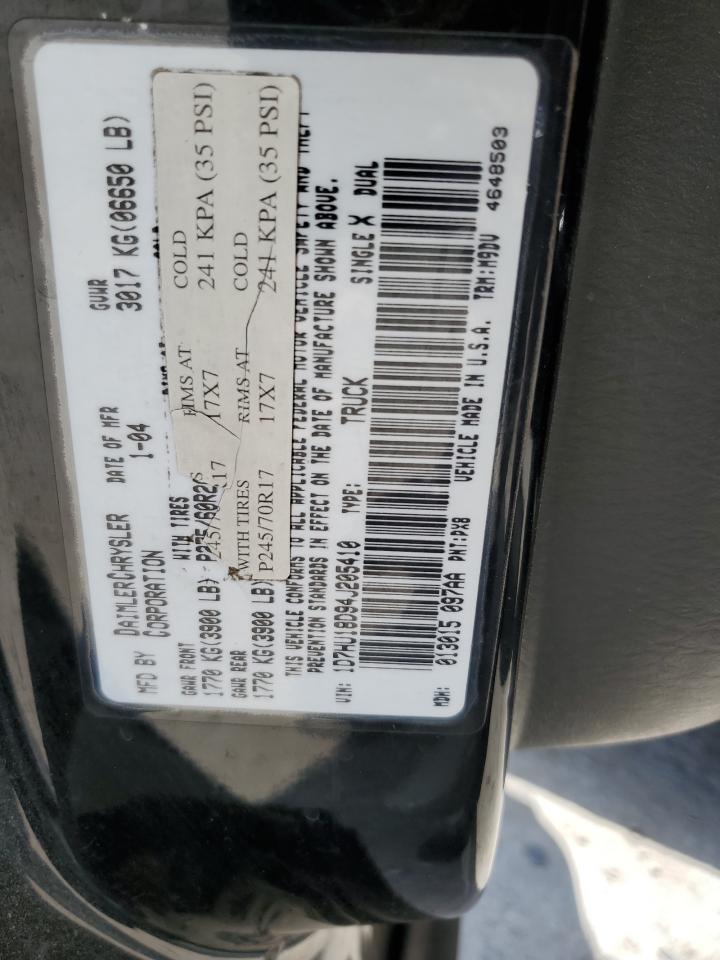 MFD BY DAIMLERCHRYSLER CORPORATION
DATE OF MFR 1-04
GVWR 3017 KG(06650 LB)
GAWR FRONT WITH TIRES RIMS AT COLD
1770 KG(3900 LB) 17X7 241 KPA (35 PSI)
GAWR REAR WITH TIRES RIMS AT COLD
1770 KG(3900 LB) P245/70R17 17X7 241 KPA (35 PSI)
THIS VEHICLE CONFORMS TO ALL APPLICABLE FEDERAL MOTOR VEHICLE SAFETY AND THEFT
PREVENTION STANDARDS IN EFFECT ON THE DATE OF MANUFACTURE SHOWN ABOVE.
VIN: 1D7HU18D94J205410 TYPE: TRUCK SINGLE X DUAL
MDH: 013015 097AA PNT:PX8 VEHICLE MADE IN U.S.A. TRM:M9DV 4648503